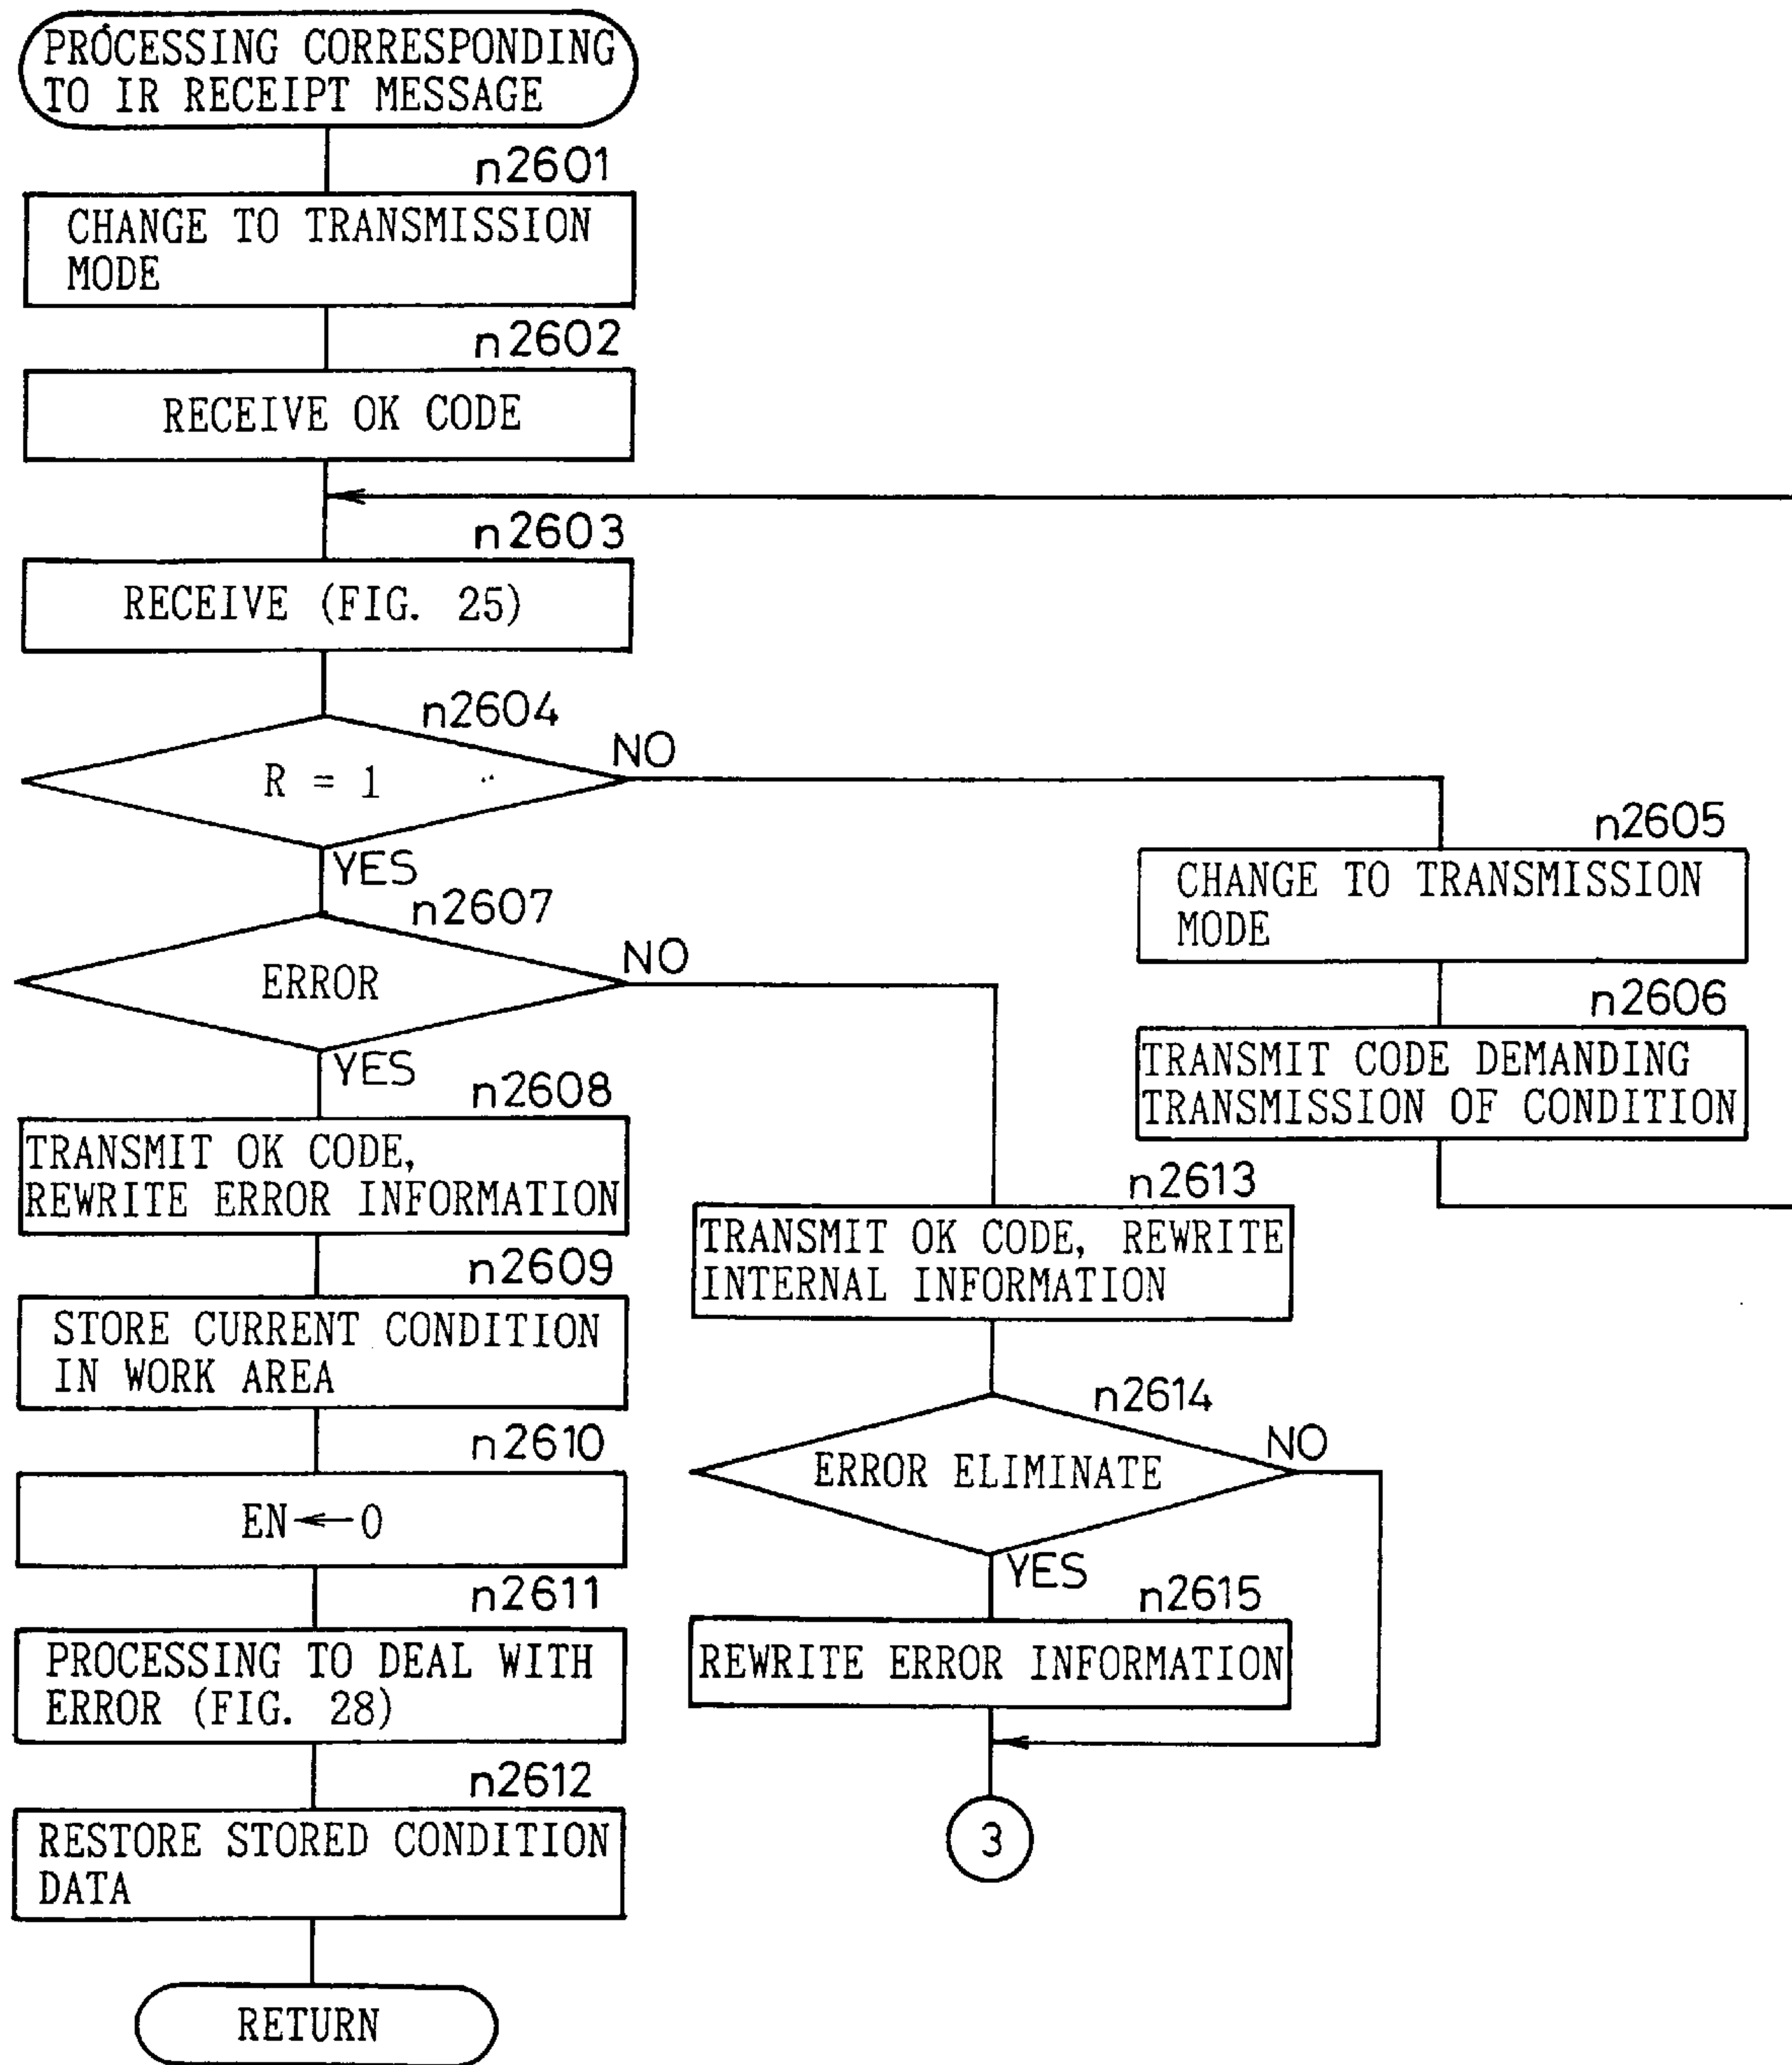 PROCESSING CORRESPONDING
TO IR RECEIPT MESSAGE
n2601
CHANGE TO TRANSMISSION
MODE
n2602
RECEIVE OK CODE
n2603
RECEIVE (FIG. 25)
n2604
R = 1
NO
YES
n2605
CHANGE TO TRANSMISSION
MODE
n2606
TRANSMIT CODE DEMANDING
TRANSMISSION OF CONDITION
n2607
ERROR
NO
YES
n2608
TRANSMIT OK CODE,
REWRITE ERROR INFORMATION
n2609
STORE CURRENT CONDITION
IN WORK AREA
n2610
EN←0
n2611
PROCESSING TO DEAL WITH
ERROR (FIG. 28)
n2612
RESTORE STORED CONDITION
DATA
RETURN
n2613
TRANSMIT OK CODE, REWRITE
INTERNAL INFORMATION
n2614
ERROR ELIMINATE
NO
YES
n2615
REWRITE ERROR INFORMATION
3